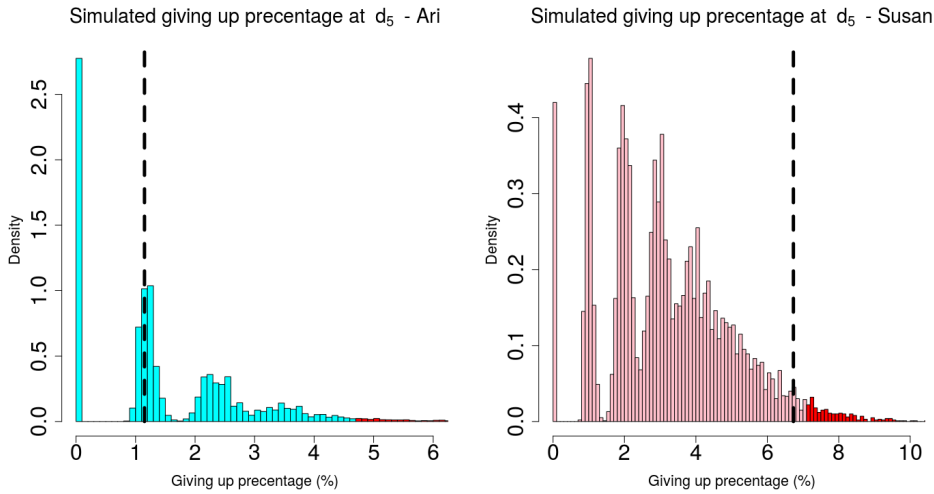 Simulated giving up precentage at d₅ - Ari
Density
0.0 0.5 1.0 1.5 2.0 2.5
0 1 2 3 4 5 6
Giving up precentage (%)
Simulated giving up precentage at d₅ - Susan
Density
0.0 0.1 0.2 0.3 0.4
0 2 4 6 8 10
Giving up precentage (%)